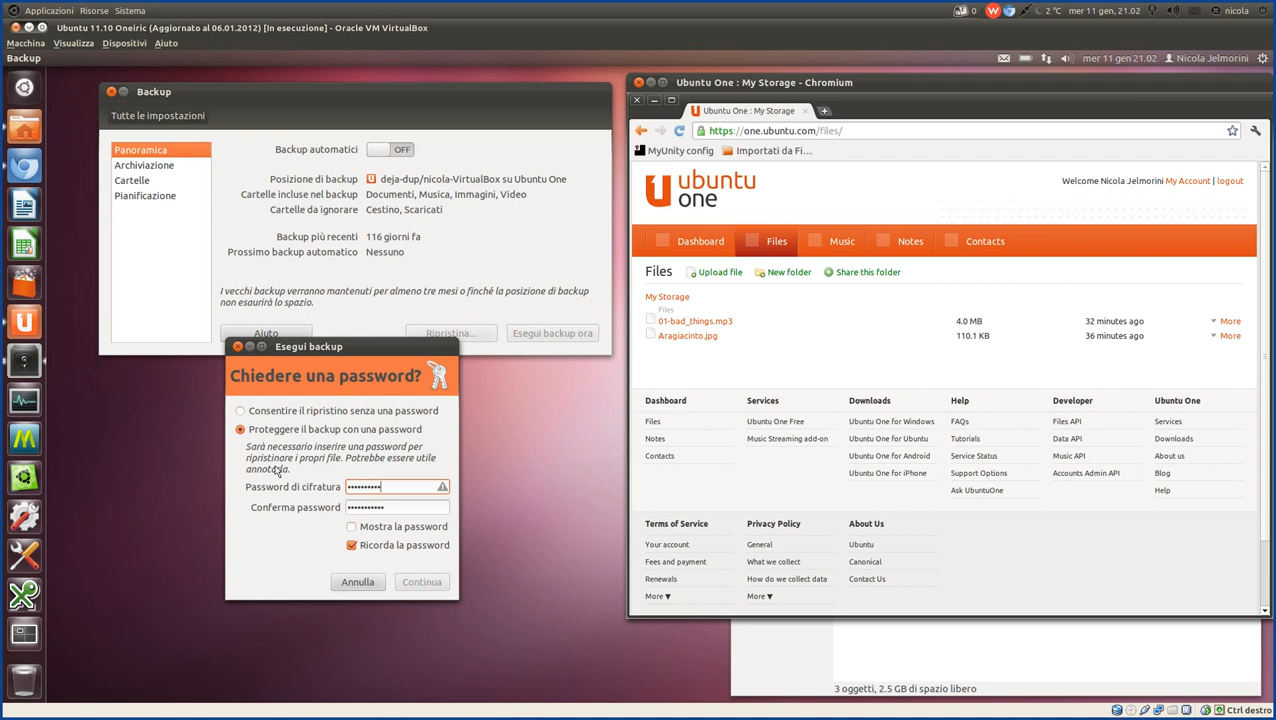 Applicazioni Risorse Sistema
0 W 2 °C mer 11 gen, 21.02 nicola
Ubuntu 11.10 Oneiric (Aggiornato al 06.01.2012) [In esecuzione] - Oracle VM VirtualBox
Macchina Visualizza Dispositivi Aiuto
Backup
mer 11 gen 21.02 Nicola Jelmorini
Backup
Tutte le impostazioni
Panoramica
Archiviazione
Cartelle
Pianificazione
Backup automatici OFF
Posizione di backup deja-dup/nicola-VirtualBox su Ubuntu One
Cartelle incluse nel backup Documenti, Musica, Immagini, Video
Cartelle da ignorare Cestino, Scaricati
Backup più recenti 116 giorni fa
Prossimo backup automatico Nessuno
I vecchi backup verranno mantenuti per almeno tre mesi o finché la posizione di backup
non esaurirà lo spazio.
Aiuto Ripristina... Esegui backup ora
Esegui backup
Chiedere una password?
Consentire il ripristino senza una password
Proteggere il backup con una password
Sarà necessario inserire una password per
ripristinare i propri file. Potrebbe essere utile
annotarla.
Password di cifratura ••••••••••
Conferma password •••••••••••
Mostra la password
Ricorda la password
Annulla Continua
Ubuntu One : My Storage - Chromium
Ubuntu One : My Storage
https://one.ubuntu.com/files/
MyUnity config Importati da Fi...
ubuntu
one
Welcome Nicola Jelmorini My Account | logout
Dashboard Files Music Notes Contacts
Files Upload file New folder Share this folder
My Storage
Files
01-bad_things.mp3 4.0 MB 32 minutes ago More
Aragiacinto.jpg 110.1 KB 36 minutes ago More
Dashboard Services Downloads Help Developer Ubuntu One
Files Ubuntu One Free Ubuntu One for Windows FAQs Files API Services
Notes Music Streaming add-on Ubuntu One for Ubuntu Tutorials Data API Downloads
Contacts Ubuntu One for Android Service Status Music API About us
Ubuntu One for iPhone Support Options Accounts Admin API Blog
Ask UbuntuOne Help
Terms of Service Privacy Policy About Us
Your account General Ubuntu
Fees and payment What we collect Canonical
Renewals How do we collect data Contact Us
More ▼ More ▼
3 oggetti, 2.5 GB di spazio libero
Ctrl destro